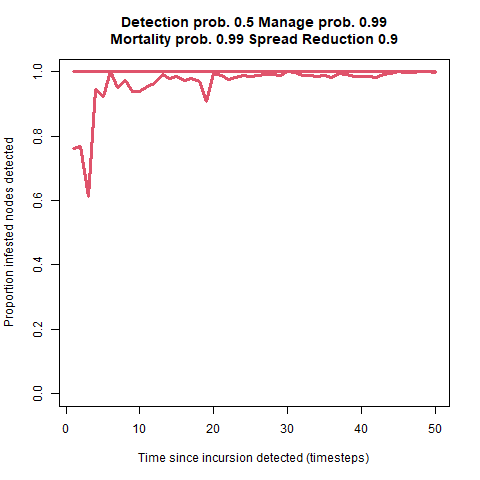 Detection prob. 0.5 Manage prob. 0.99
Mortality prob. 0.99 Spread Reduction 0.9
Proportion infested nodes detected
1.0
0.8
0.6
0.4
0.2
0.0
0 10 20 30 40 50
Time since incursion detected (timesteps)